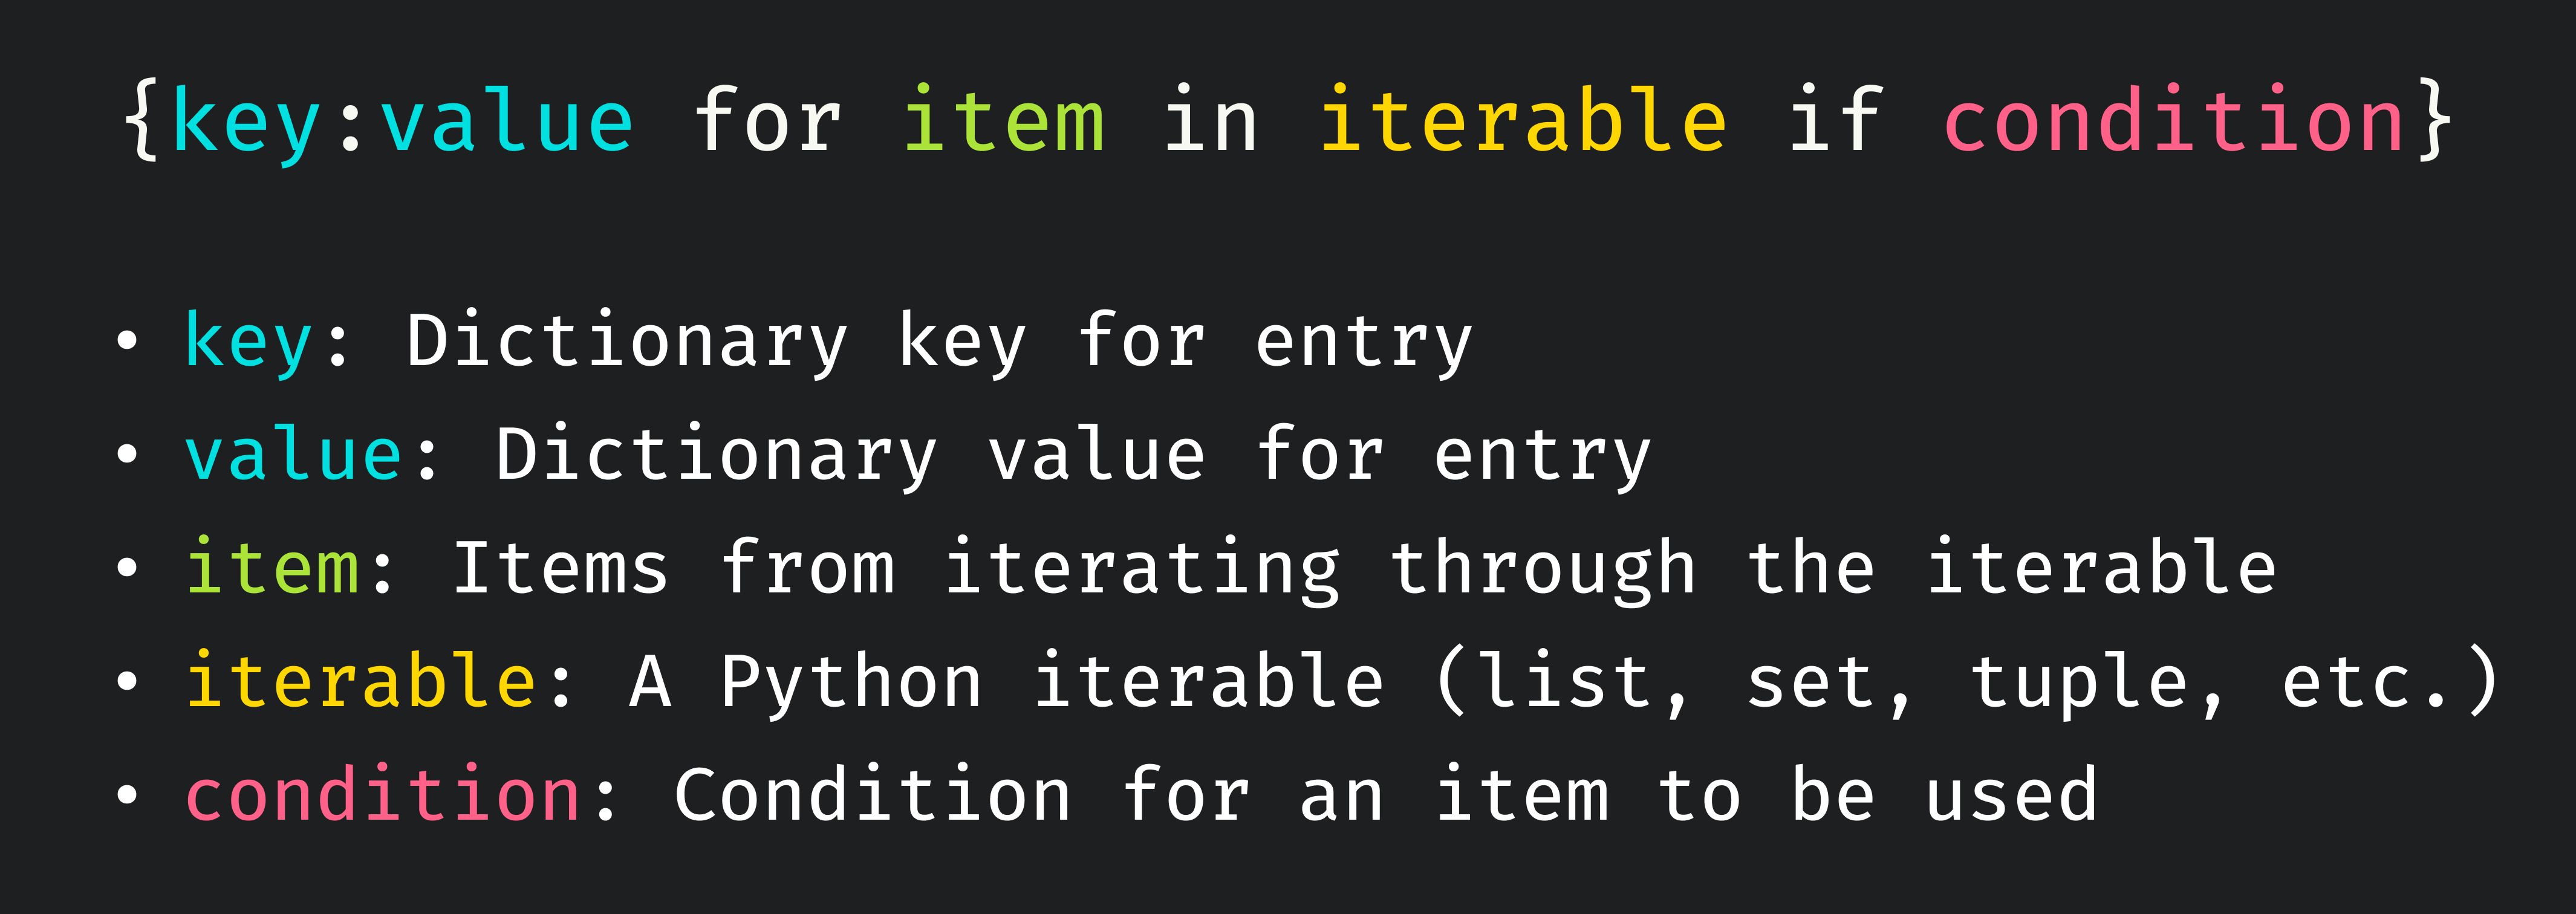 {key:value for item in iterable if condition}
• key: Dictionary key for entry
• value: Dictionary value for entry
• item: Items from iterating through the iterable
• iterable: A Python iterable (list, set, tuple, etc.)
• condition: Condition for an item to be used